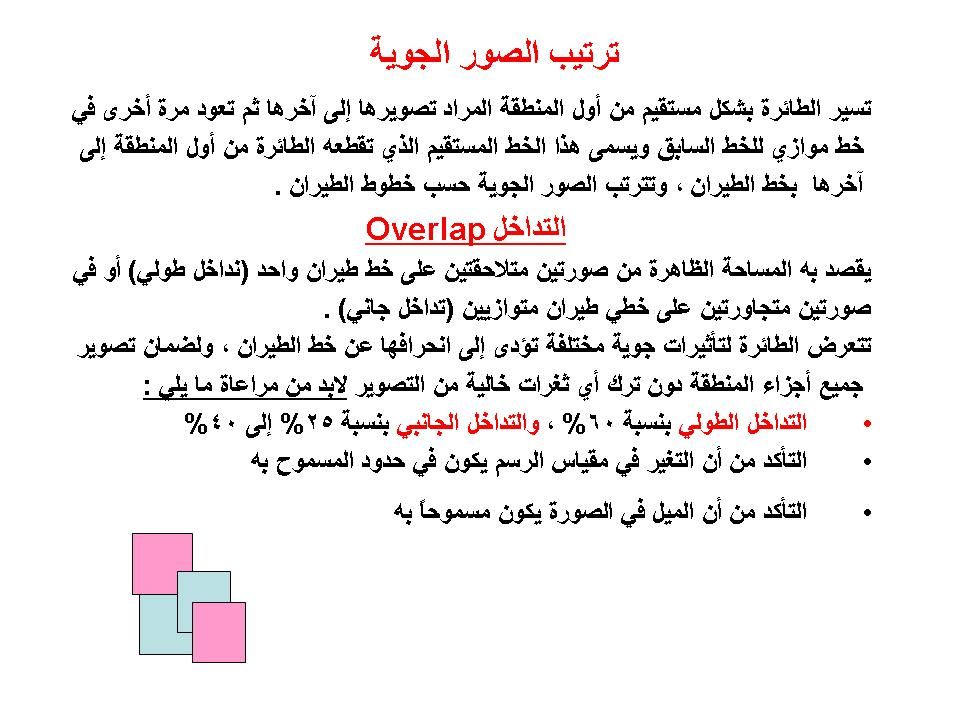 ترتيب الصور الجوية
تسير الطائرة بشكل مستقيم من أول المنطقة المراد تصويرها إلى آخرها ثم تعود مرة أخرى في
خط موازي للخط السابق ويسمى هذا الخط المستقيم الذي تقطعه الطائرة من أول المنطقة إلى
آخرها بخط الطيران ، وتترتب الصور الجوية حسب خطوط الطيران .
التداخل Overlap
يقصد به المساحة الظاهرة من صورتين متلاحقتين على خط طيران واحد (نداخل طولي) أو في
صورتين متجاورتين على خطي طيران متوازيين (تداخل جاني) .
تتعرض الطائرة لتأثيرات جوية مختلفة تؤدى إلى انحرافها عن خط الطيران ، ولضمان تصوير
جميع أجزاء المنطقة دون ترك أي ثغرات خالية من التصوير لابد من مراعاة ما يلي :
• التداخل الطولي بنسبة ٦٠% ، والتداخل الجانبي بنسبة ٢٥% إلى ٤٠%
• التأكد من أن التغير في مقياس الرسم يكون في حدود المسموح به
• التأكد من أن الميل في الصورة يكون مسموحاً به